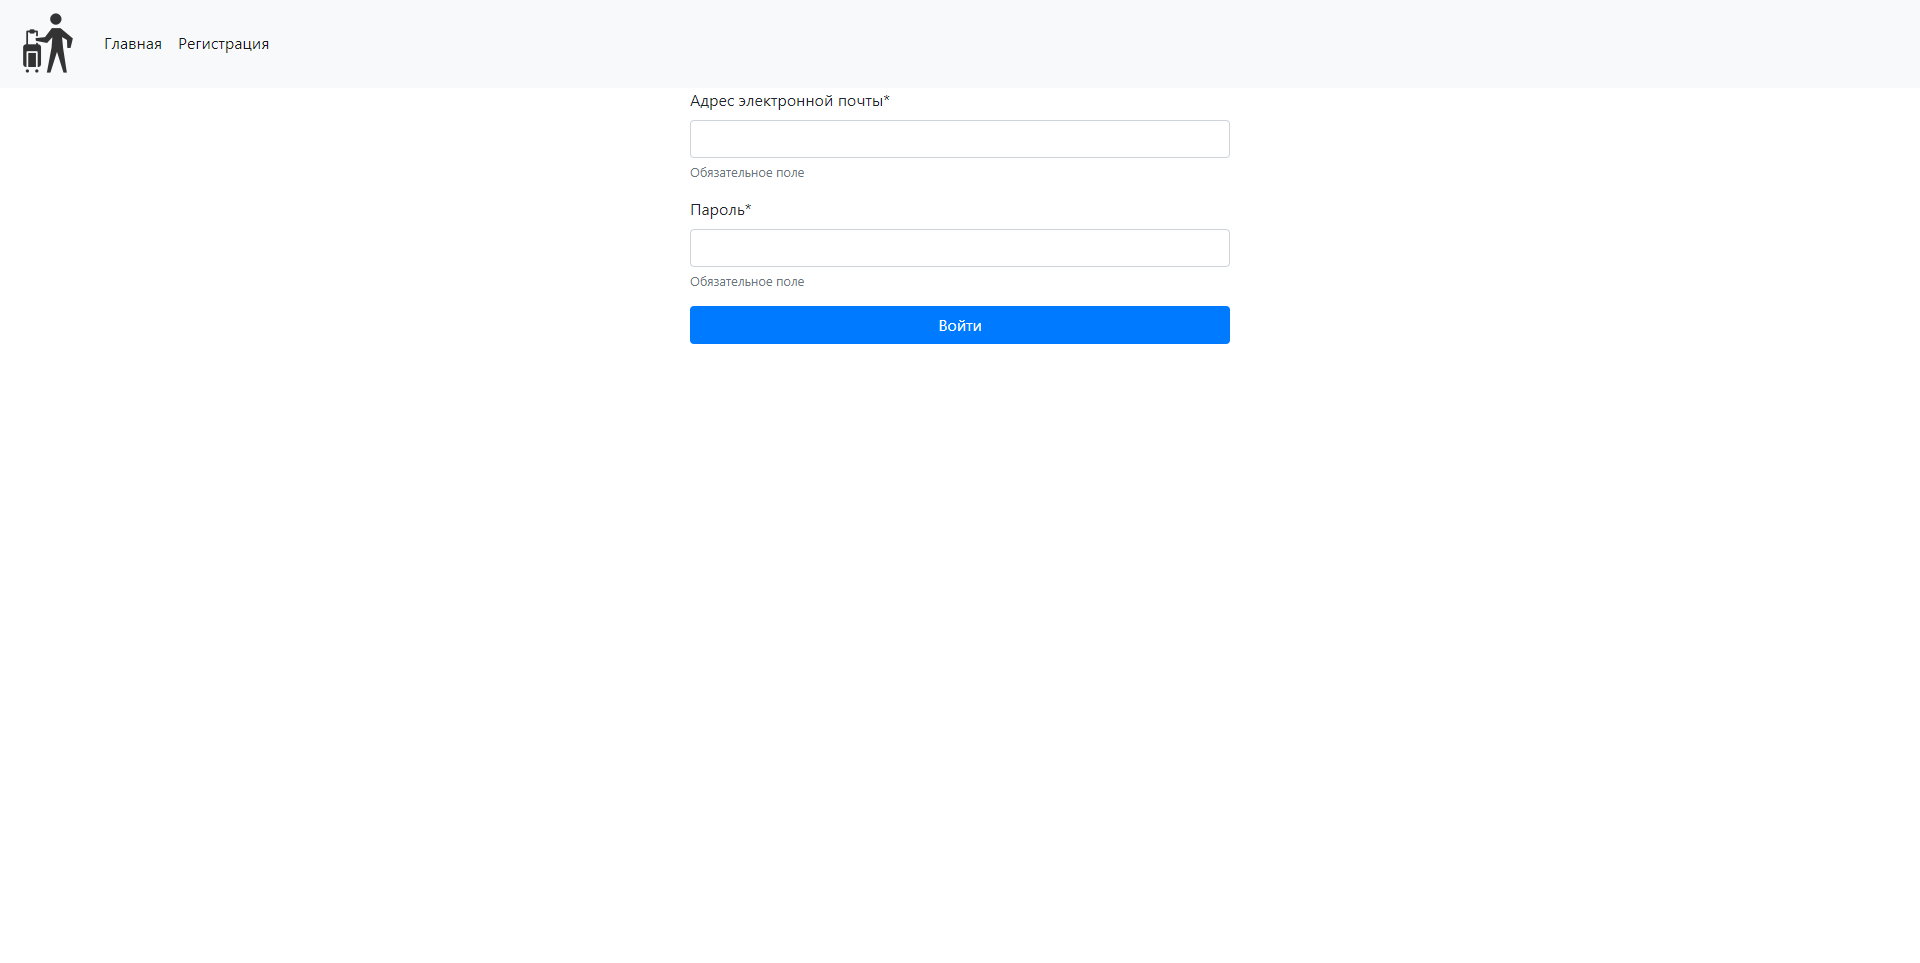 Главная Регистрация
Адрес электронной почты*
Обязательное поле
Пароль*
Обязательное поле
Войти